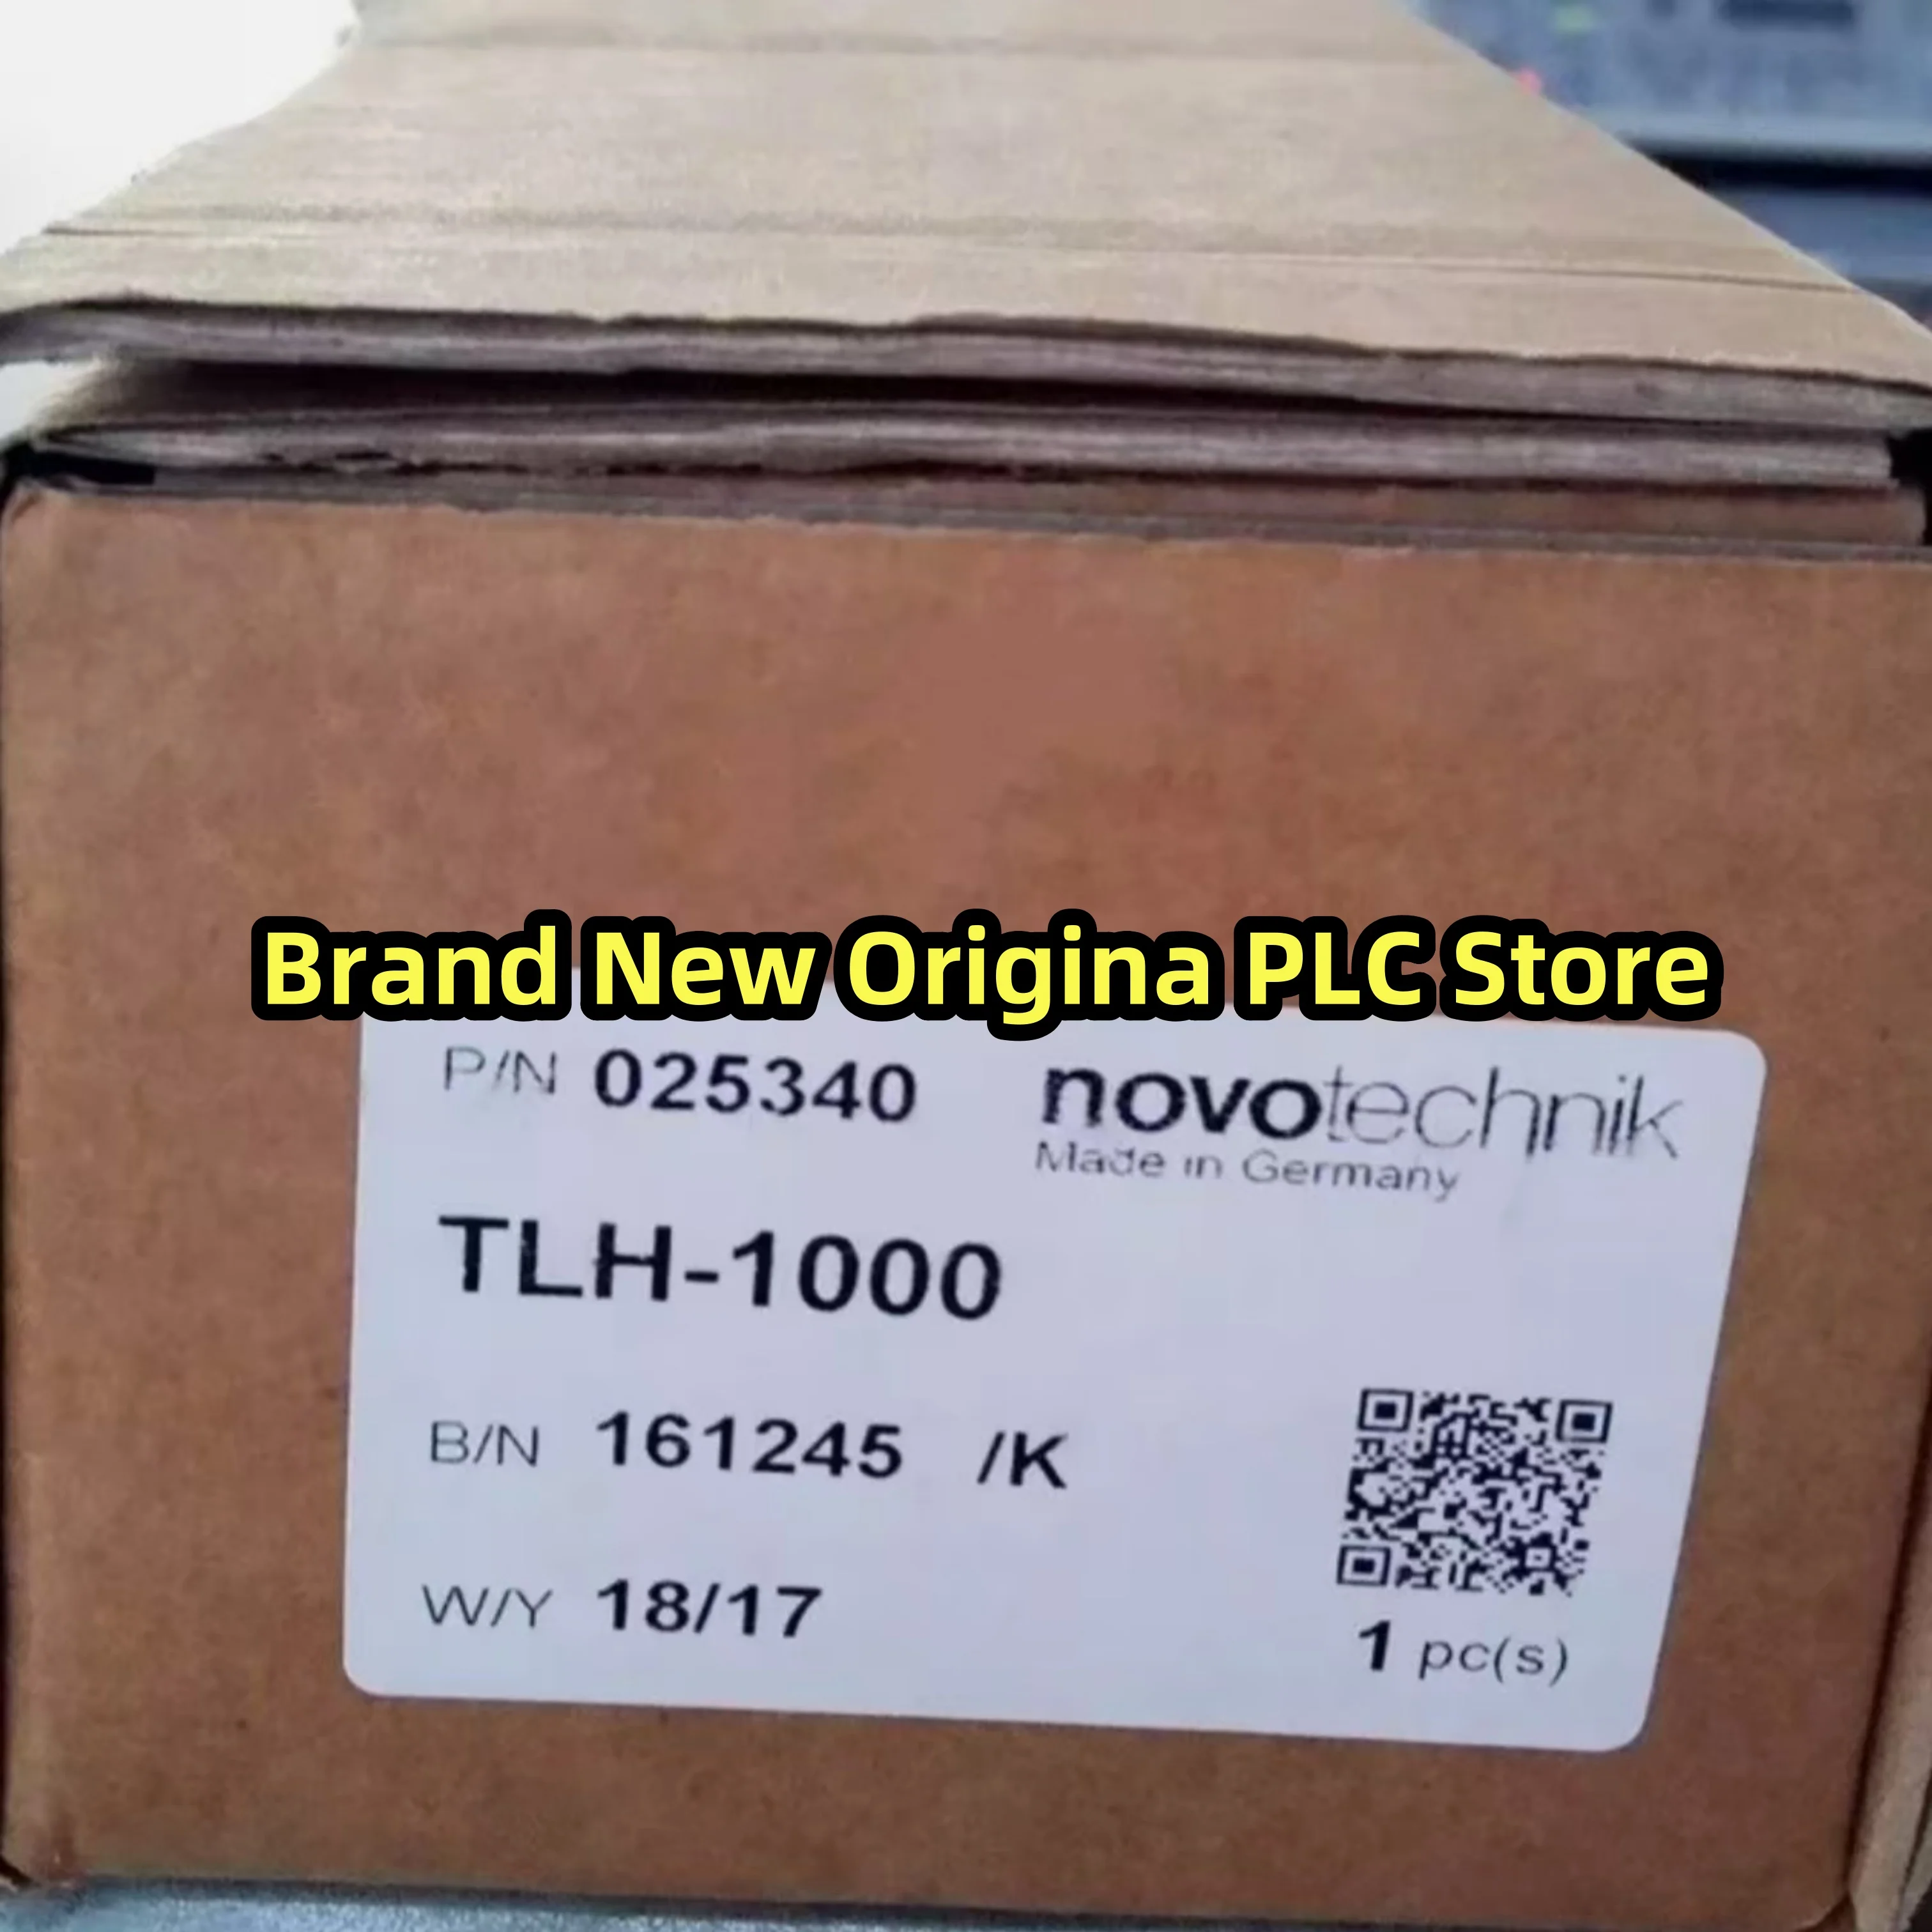 Brand New Origina PLC Store
P/N 025340
novotechnik
Made in Germany
TLH-1000
B/N 161245 /K
W/Y 18/17
1 pc(s)